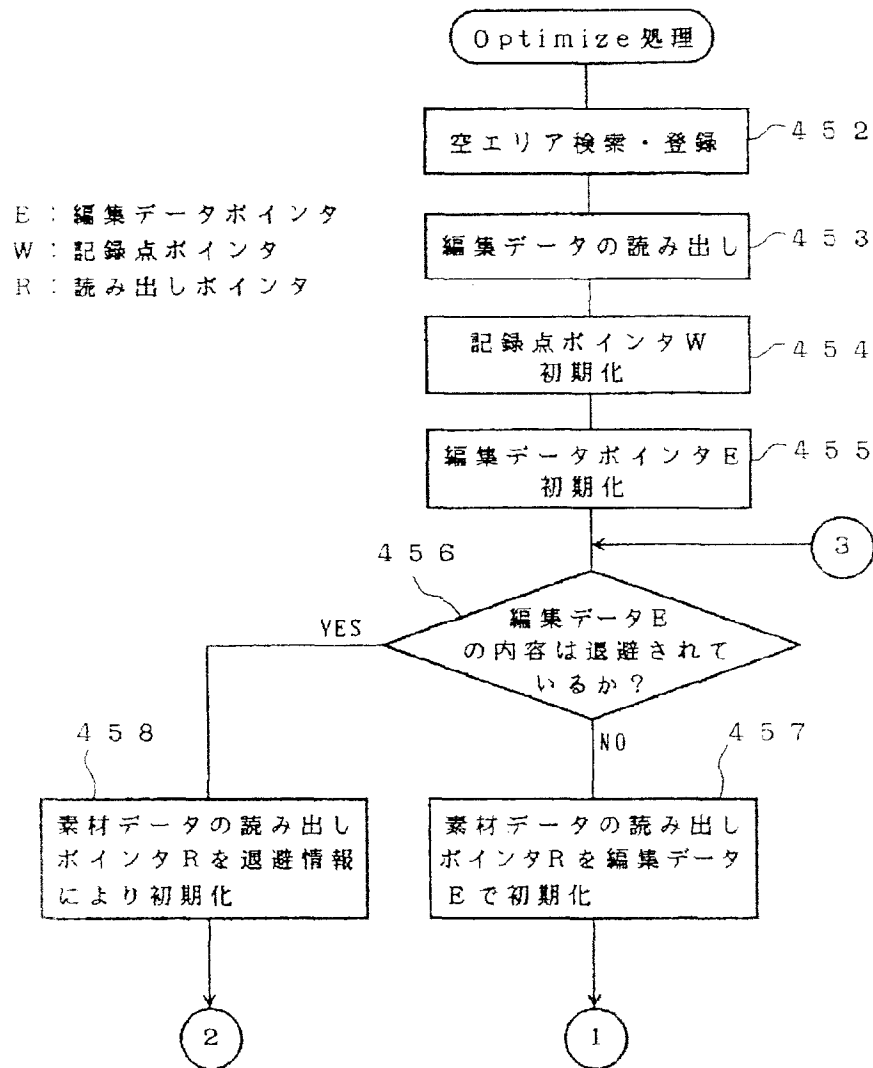 Optimize処理
空エリア検索・登録
452
E:編集データポインタ
W:記録点ポインタ
R:読み出しポインタ
編集データの読み出し
453
記録点ポインタW
初期化
454
編集データポインタE
初期化
455
3
456
編集データE
の内容は退避されて
いるか?
YES
NO
458
457
素材データの読み出し
ポインタRを退避情報
により初期化
素材データの読み出し
ポインタRを編集データ
Eで初期化
2
1